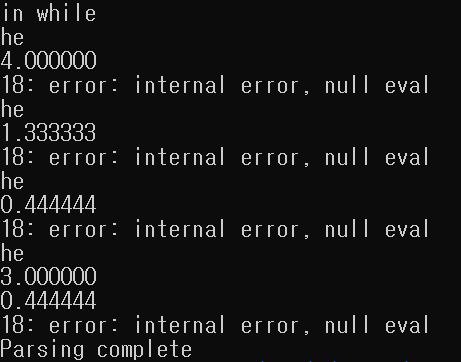 in while
he
4.000000
18: error: internal error, null eval
he
1.333333
18: error: internal error, null eval
he
0.444444
18: error: internal error, null eval
he
3.000000
0.444444
18: error: internal error, null eval
Parsing complete